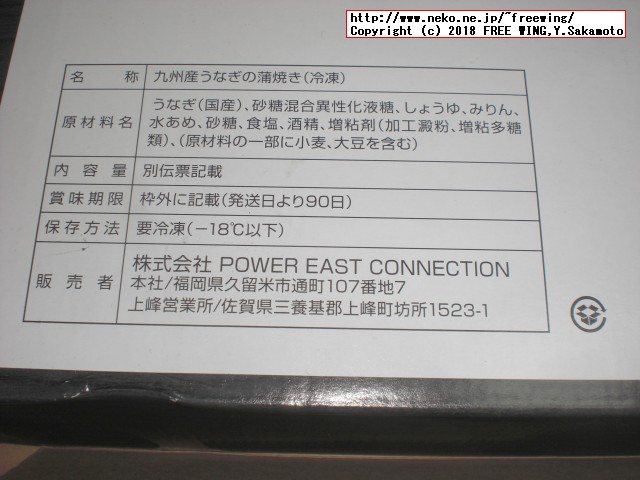 http://www.neko.ne.jp/~freewing/
Copyright (c) 2018 FREE WING,Y.Sakamoto
名称 九州産うなぎの蒲焼き(冷凍)
原材料名 うなぎ(国産)、砂糖混合異性化液糖、しょうゆ、みりん、
水あめ、砂糖、食塩、酒精、増粘剤(加工澱粉、増粘多糖
類)、(原材料の一部に小麦、大豆を含む)
内容量 別伝票記載
賞味期限 枠外に記載(発送日より90日)
保存方法 要冷凍(−18℃以下)
販売者 株式会社 POWER EAST CONNECTION
本社/福岡県久留米市通町107番地7
上峰営業所/佐賀県三養基郡上峰町坊所1523-1